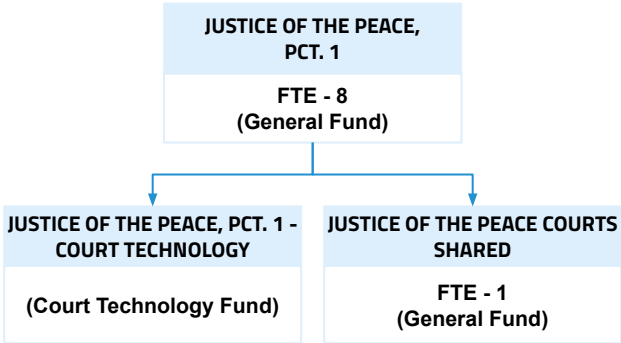 JUSTICE OF THE PEACE,
PCT. 1
FTE - 8
(General Fund)
JUSTICE OF THE PEACE, PCT. 1 -
COURT TECHNOLOGY
(Court Technology Fund)
JUSTICE OF THE PEACE COURTS
SHARED
FTE - 1
(General Fund)